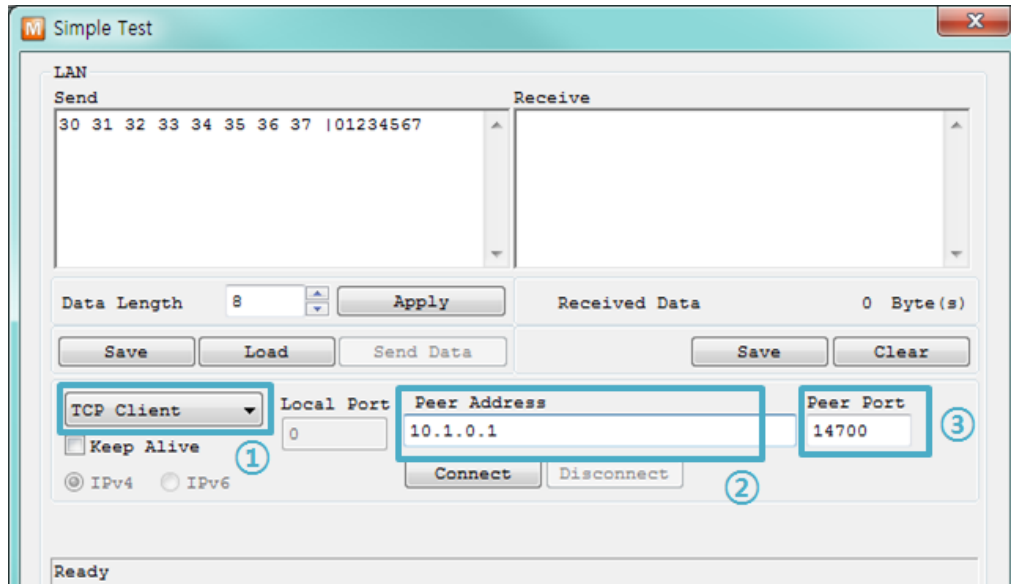 M Simple Test
LAN
Send Receive
30 31 32 33 34 35 36 37 |01234567
Data Length 8 Apply Received Data 0 Byte(s)
Save Load Send Data Save Clear
TCP Client Local Port Peer Address Peer Port
0 10.1.0.1 14700 ③
Keep Alive ①
Connect Disconnect ②
IPv4 IPv6
Ready